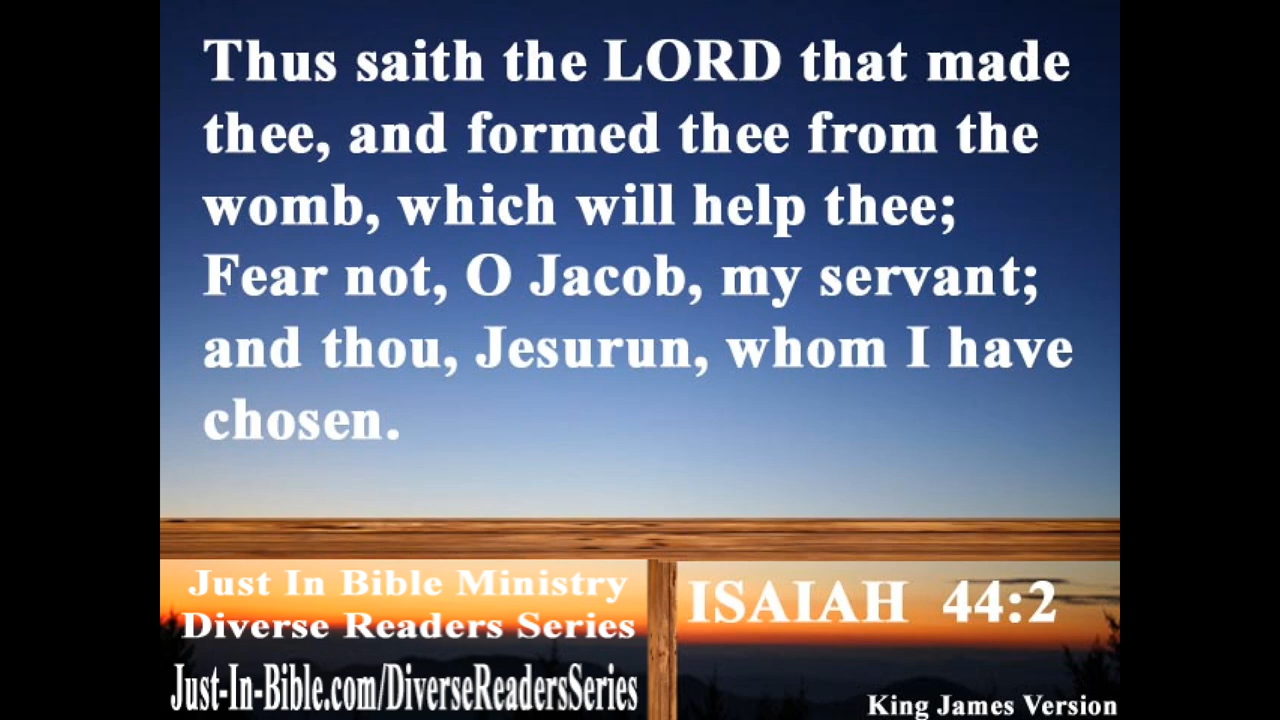 Thus saith the LORD that made
thee, and formed thee from the
womb, which will help thee;
Fear not, O Jacob, my servant;
and thou, Jesurun, whom I have
chosen.
Just In Bible Ministry
Diverse Readers Series
Just-In-Bible.com/DiverseReadersSeries
ISAIAH 44:2
King James Version